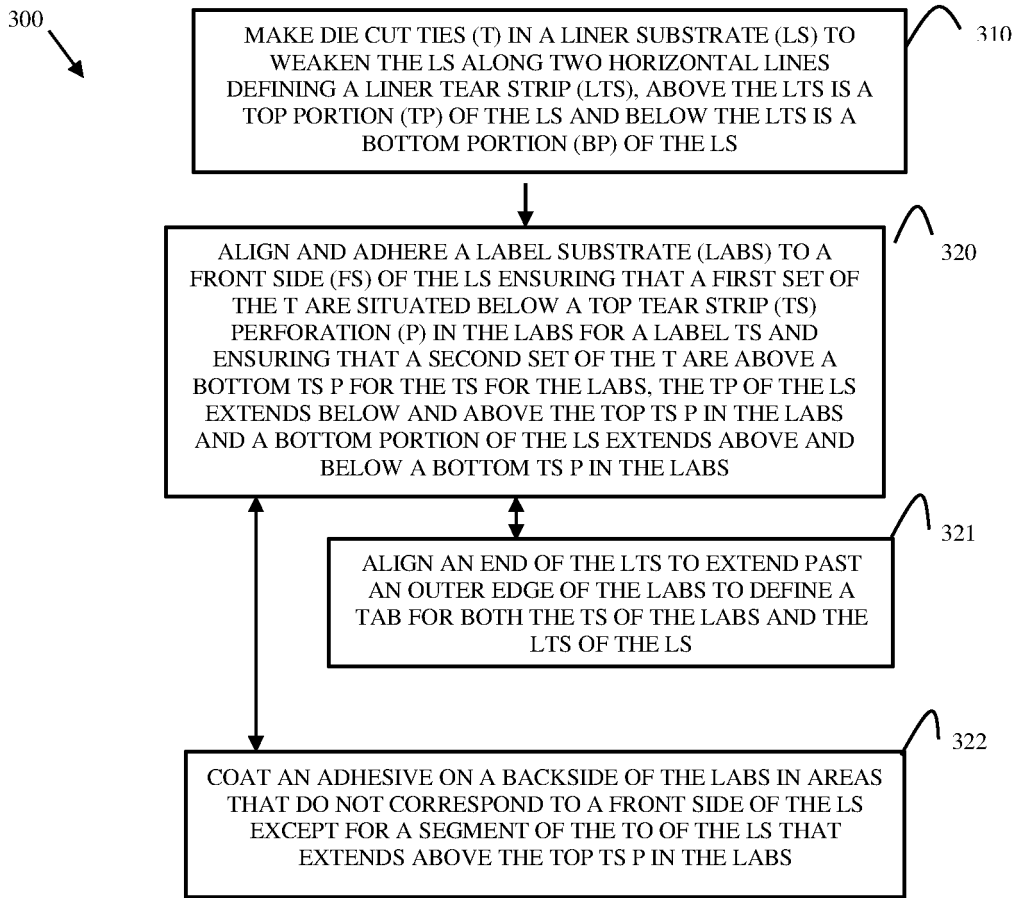 300
310
MAKE DIE CUT TIES (T) IN A LINER SUBSTRATE (LS) TO
WEAKEN THE LS ALONG TWO HORIZONTAL LINES
DEFINING A LINER TEAR STRIP (LTS), ABOVE THE LTS IS A
TOP PORTION (TP) OF THE LS AND BELOW THE LTS IS A
BOTTOM PORTION (BP) OF THE LS
320
ALIGN AND ADHERE A LABEL SUBSTRATE (LABS) TO A
FRONT SIDE (FS) OF THE LS ENSURING THAT A FIRST SET OF
THE T ARE SITUATED BELOW A TOP TEAR STRIP (TS)
PERFORATION (P) IN THE LABS FOR A LABEL TS AND
ENSURING THAT A SECOND SET OF THE T ARE ABOVE A
BOTTOM TS P FOR THE TS FOR THE LABS, THE TP OF THE LS
EXTENDS BELOW AND ABOVE THE TOP TS P IN THE LABS
AND A BOTTOM PORTION OF THE LS EXTENDS ABOVE AND
BELOW A BOTTOM TS P IN THE LABS
321
ALIGN AN END OF THE LTS TO EXTEND PAST
AN OUTER EDGE OF THE LABS TO DEFINE A
TAB FOR BOTH THE TS OF THE LABS AND THE
LTS OF THE LS
322
COAT AN ADHESIVE ON A BACKSIDE OF THE LABS IN AREAS
THAT DO NOT CORRESPOND TO A FRONT SIDE OF THE LS
EXCEPT FOR A SEGMENT OF THE TO OF THE LS THAT
EXTENDS ABOVE THE TOP TS P IN THE LABS